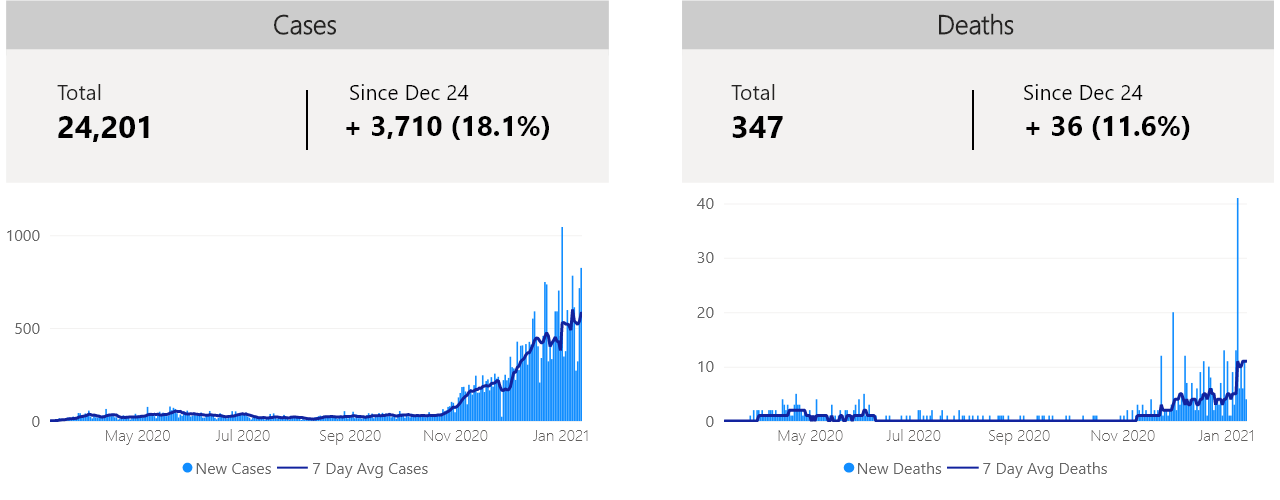 Cases
Total
24,201
Since Dec 24
+ 3,710 (18.1%)
1000
500
0
May 2020
Jul 2020
Sep 2020
Nov 2020
Jan 2021
New Cases
7 Day Avg Cases
Deaths
Total
347
Since Dec 24
+ 36 (11.6%)
40
30
20
10
0
May 2020
Jul 2020
Sep 2020
Nov 2020
Jan 2021
New Deaths
7 Day Avg Deaths